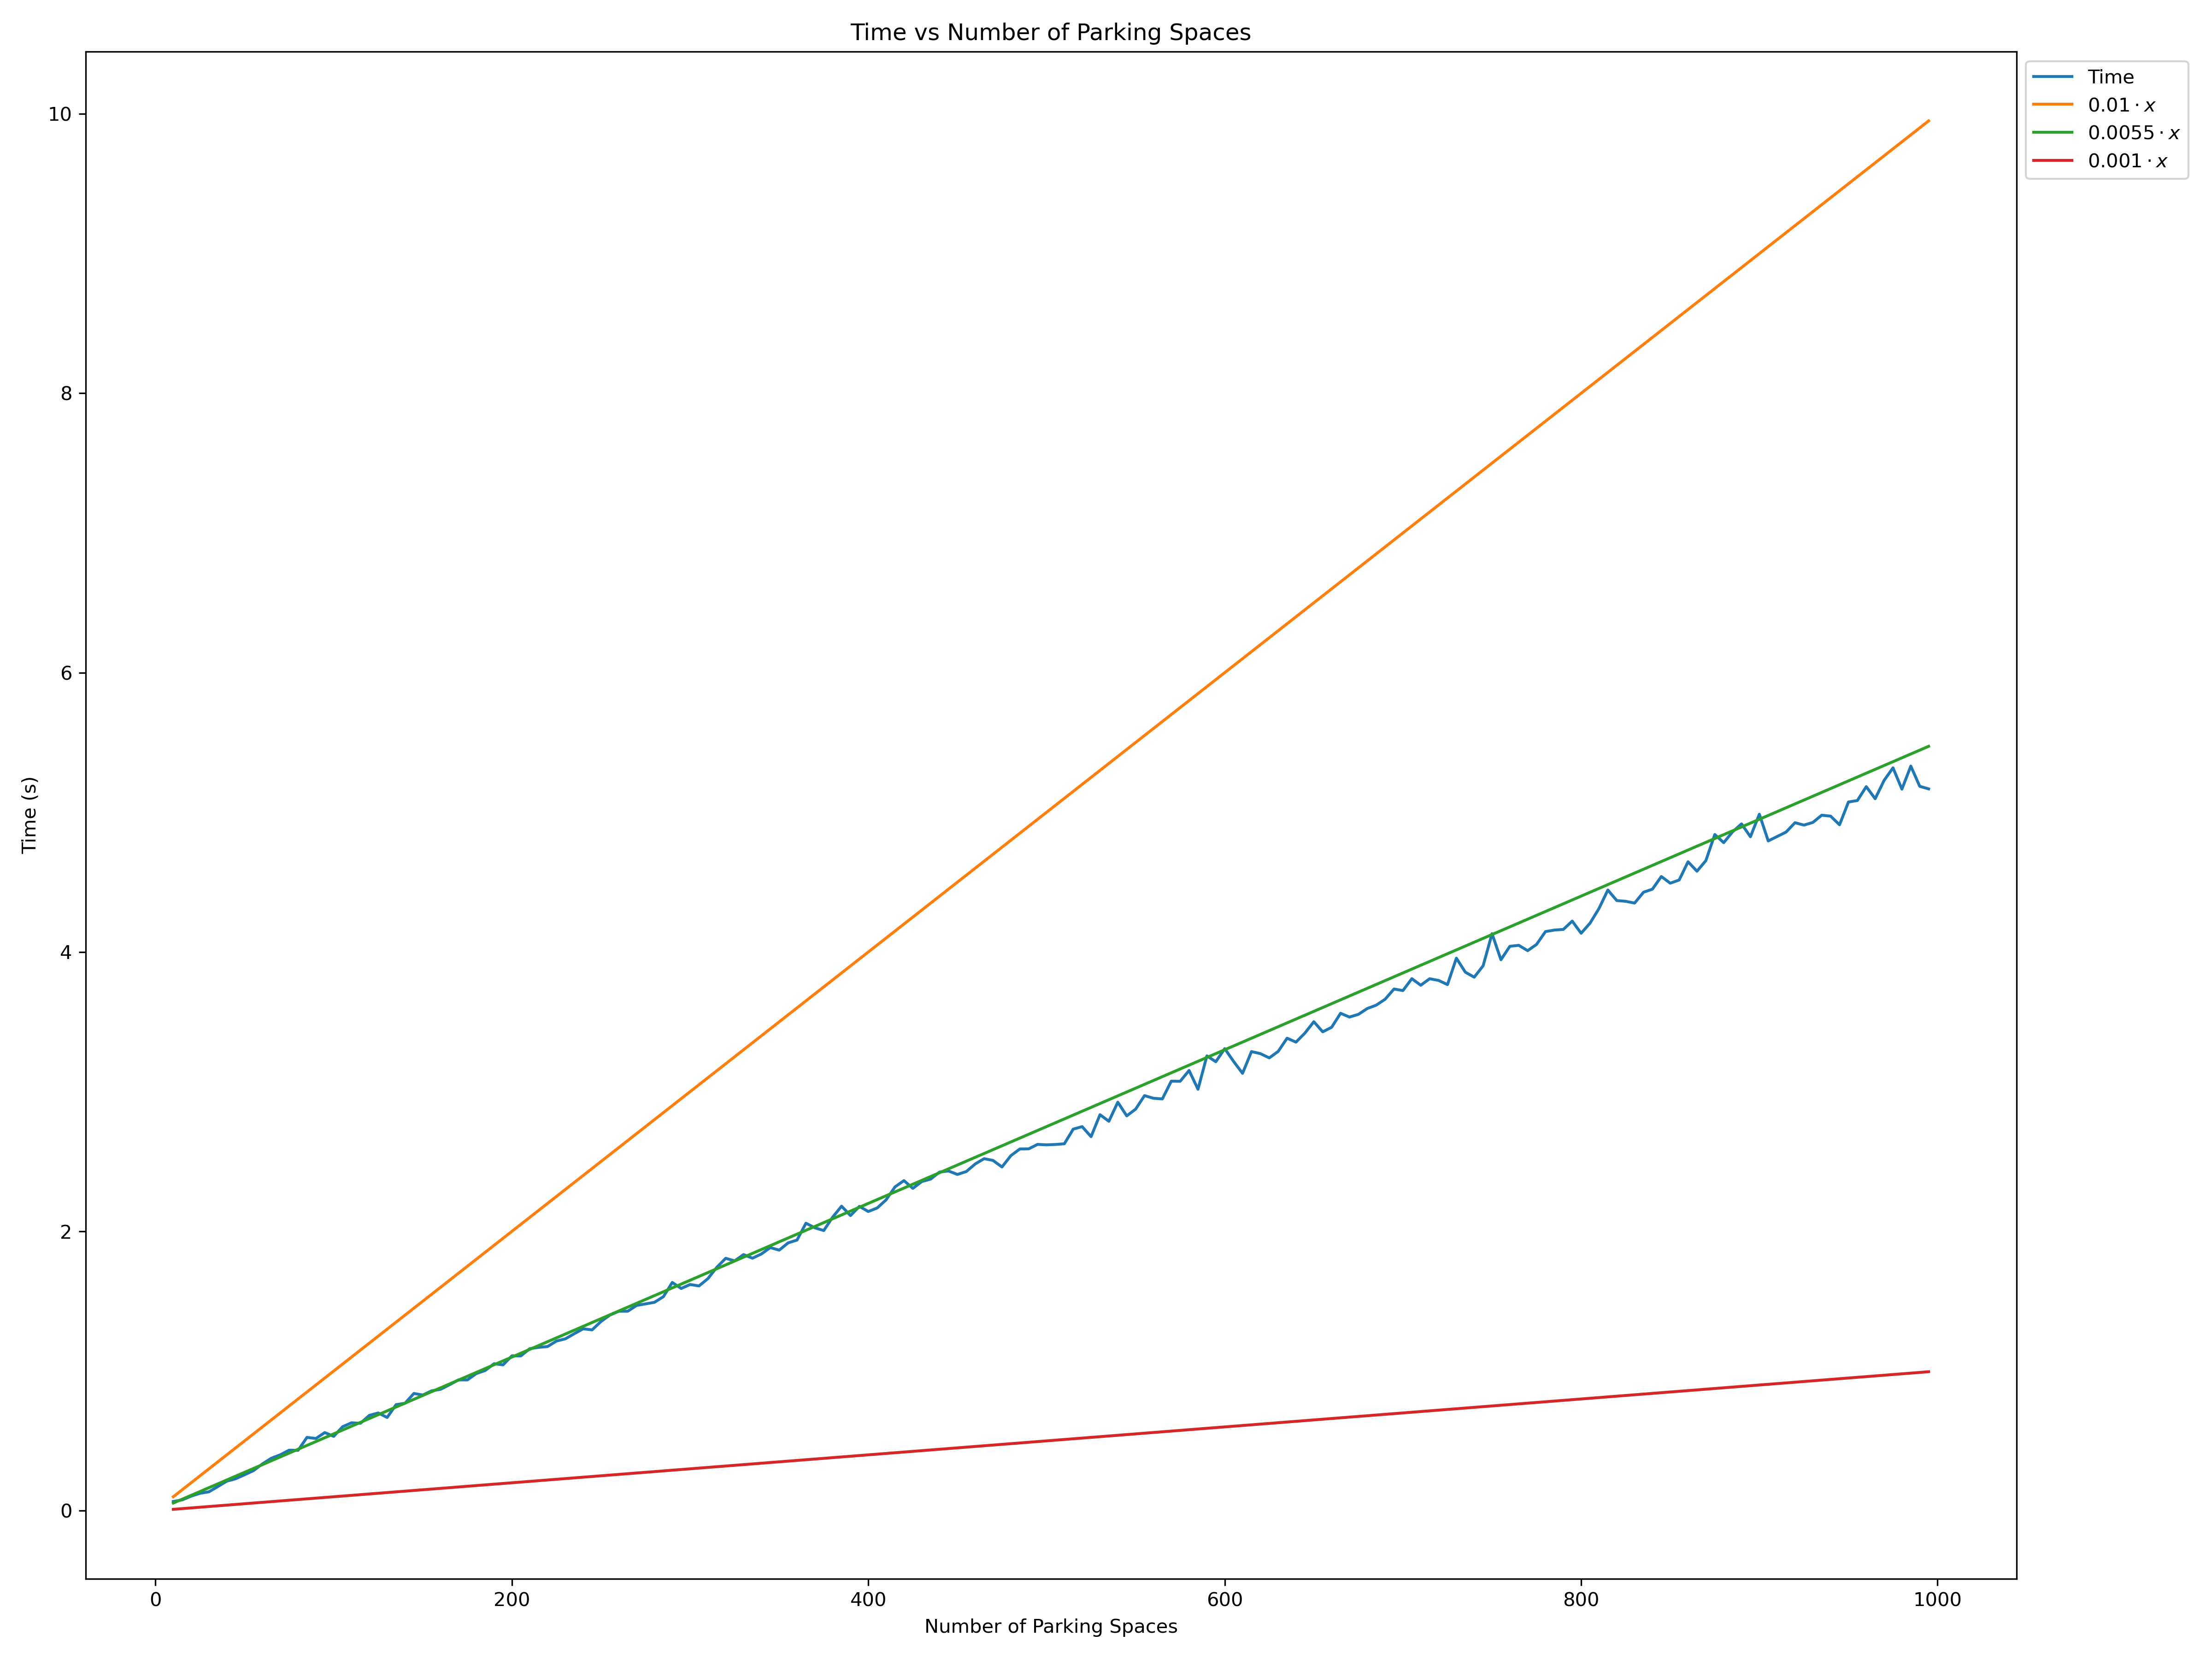 Time vs Number of Parking Spaces
Time
0.01 · x
0.0055 · x
0.001 · x
10
8
6
4
2
0
Time (s)
0 200 400 600 800 1000
Number of Parking Spaces